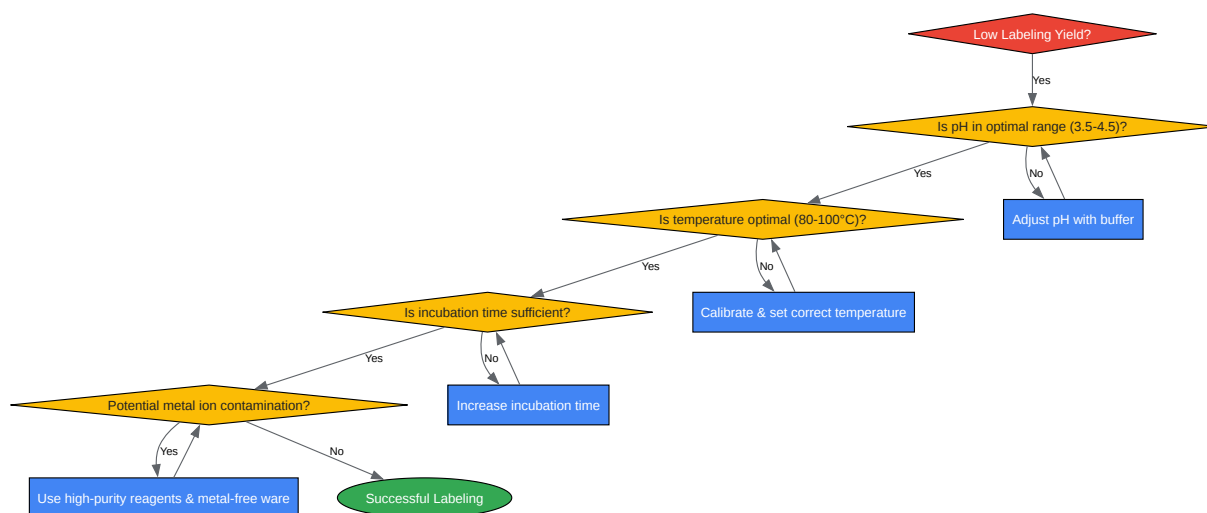 Low Labeling Yield?
Yes
Is pH in optimal range (3.5-4.5)?
Yes
No
Is temperature optimal (80-100°C)?
Adjust pH with buffer
Yes
No
Is incubation time sufficient?
Calibrate & set correct temperature
Yes
No
Potential metal ion contamination?
Increase incubation time
Yes
No
Use high-purity reagents & metal-free ware
Successful Labeling